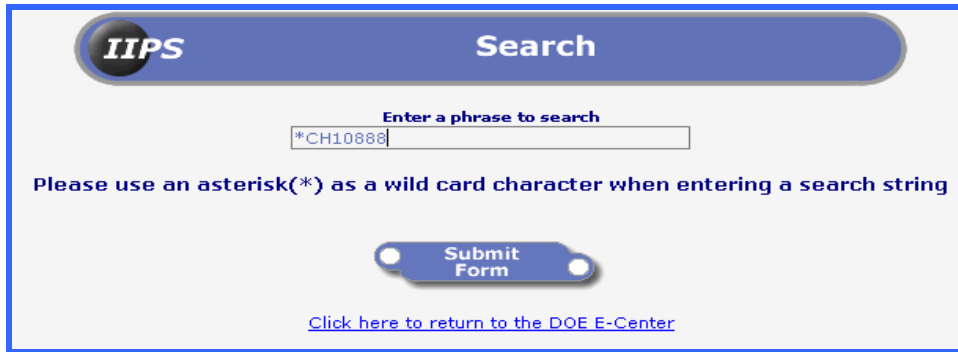 IIPS Search
Enter a phrase to search
*CH10888
Please use an asterisk(*) as a wild card character when entering a search string
Submit
Form
Click here to return to the DOE E-Center